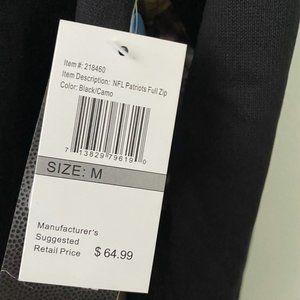 Item #: 218460
Item Description: NFL Patriots Full Zip
Color: Black/Camo
7 13829 79619 0
SIZE: M
Manufacturer's
Suggested
Retail Price $ 64.99